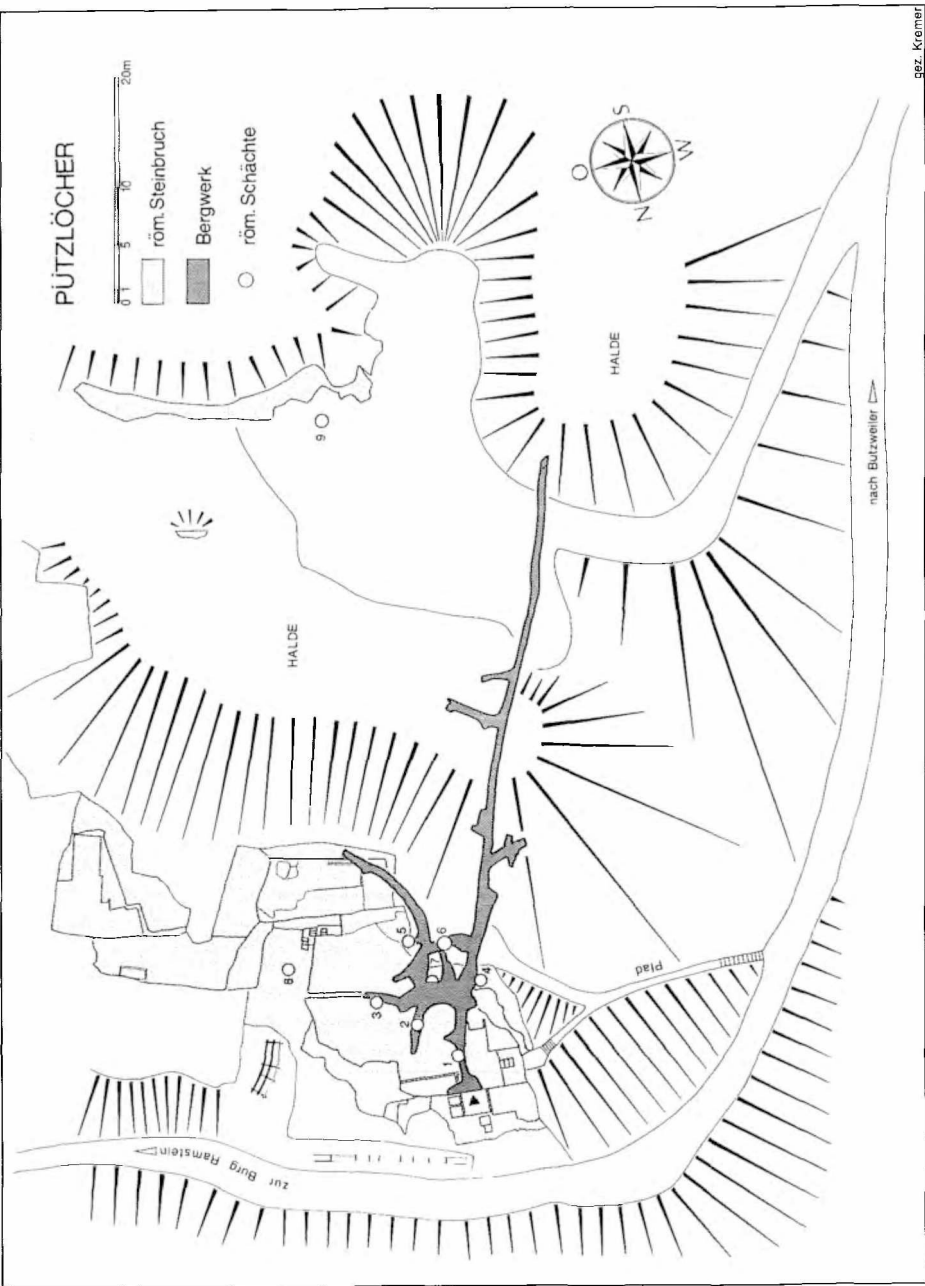 PÜTZLÖCHER
0 1 5 10 20m
röm. Steinbruch
Bergwerk
röm. Schächte
O
S
W
N
HALDE
HALDE
9
8
5
3
7
6
2
4
1
Pfad
zur Burg Ramstein
nach Butzweiler
gez. Kremer